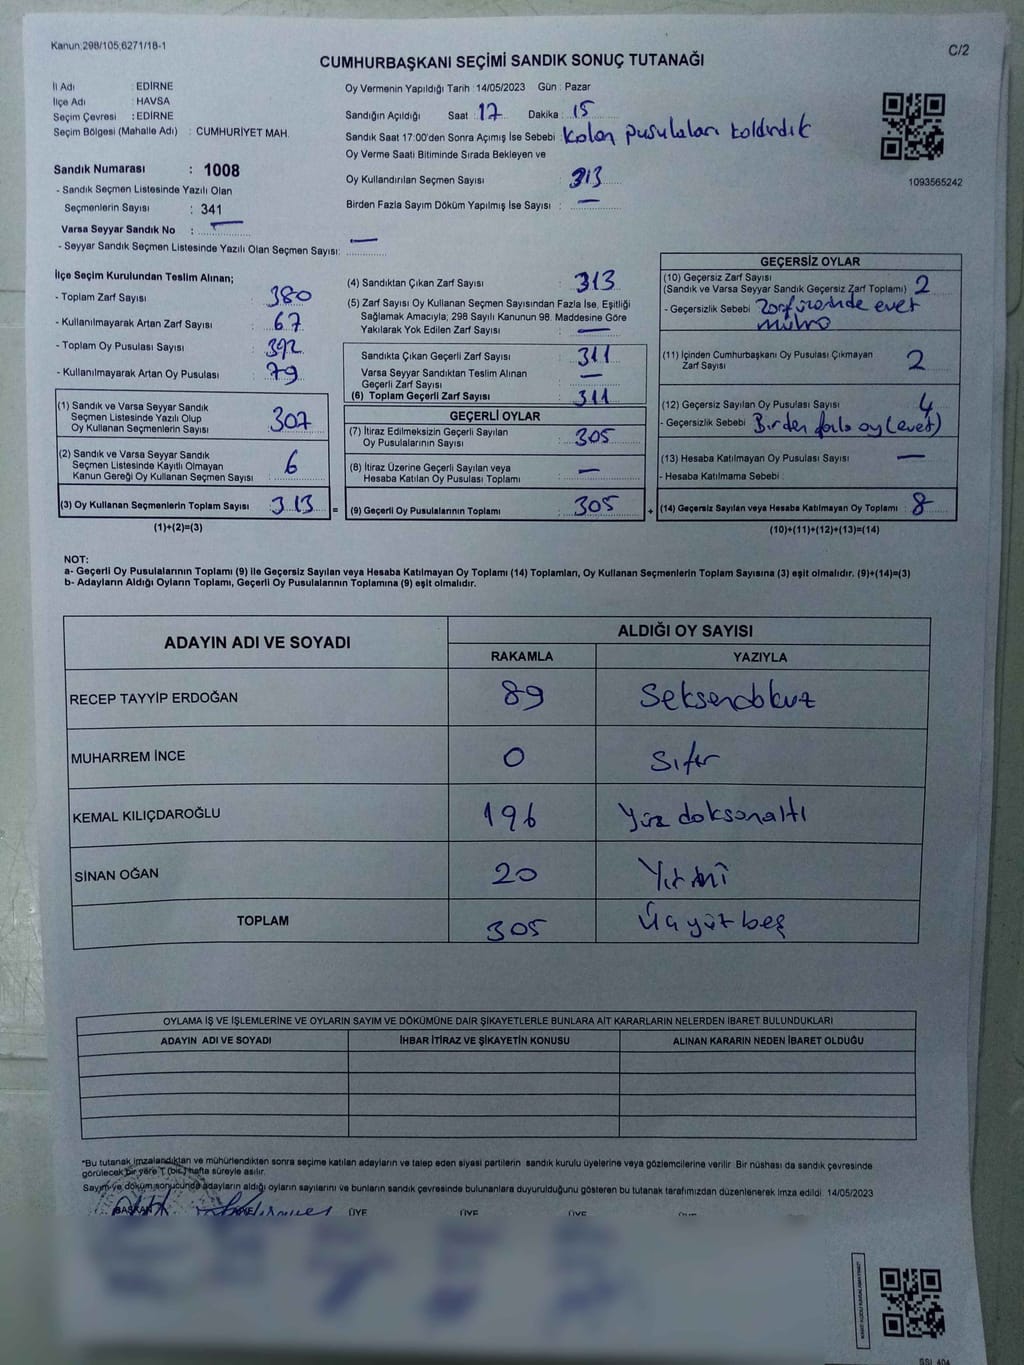 Kanun:298/105,6271/18-1
C/2
CUMHURBAŞKANI SEÇİMİ SANDIK SONUÇ TUTANAĞI
İl Adı : EDİRNE
İlçe Adı : HAVSA
Seçim Çevresi : EDİRNE
Seçim Bölgesi (Mahalle Adı) : CUMHURİYET MAH.
Sandık Numarası : 1008
- Sandık Seçmen Listesinde Yazılı Olan
Seçmenlerin Sayısı : 341
Varsa Seyyar Sandık No : —
- Seyyar Sandık Seçmen Listesinde Yazılı Olan Seçmen Sayısı: —
Oy Vermenin Yapıldığı Tarih : 14/05/2023 Gün : Pazar
Sandığın Açıldığı Saat : 17 Dakika : 15
Sandık Saat 17:00'den Sonra Açımış İse Sebebi : kalan pusulaları kaldırdık
Oy Verme Saati Bitiminde Sırada Bekleyen ve
Oy Kullandırılan Seçmen Sayısı : 313
Birden Fazla Sayım Döküm Yapılmış İse Sayısı : —
1093565242
İlçe Seçim Kurulundan Teslim Alınan;
- Toplam Zarf Sayısı : 380
- Kullanılmayarak Artan Zarf Sayısı : 67
- Toplam Oy Pusulası Sayısı : 392
- Kullanılmayarak Artan Oy Pusulası : 79
(1) Sandık ve Varsa Seyyar Sandık
Seçmen Listesinde Yazılı Olup
Oy Kullanan Seçmenlerin Sayısı : 307
(2) Sandık ve Varsa Seyyar Sandık
Seçmen Listesinde Kayıtlı Olmayan
Kanun Gereği Oy Kullanan Seçmen Sayısı : 6
(3) Oy Kullanan Seçmenlerin Toplam Sayısı : 313
(1)+(2)=(3)
(4) Sandıktan Çıkan Zarf Sayısı : 313
(5) Zarf Sayısı Oy Kullanan Seçmen Sayısından Fazla İse, Eşitliği
Sağlamak Amacıyla; 298 Sayılı Kanunun 98. Maddesine Göre
Yakılarak Yok Edilen Zarf Sayısı : —
Sandıkta Çıkan Geçerli Zarf Sayısı : 311
Varsa Seyyar Sandıktan Teslim Alınan
Geçerli Zarf Sayısı : —
(6) Toplam Geçerli Zarf Sayısı : 311
GEÇERLİ OYLAR
(7) İtiraz Edilmeksizin Geçerli Sayılan
Oy Pusulalarının Sayısı : 305
(8) İtiraz Üzerine Geçerli Sayılan veya
Hesaba Katılan Oy Pusulası Toplamı : —
= (9) Geçerli Oy Pusulalarının Toplamı : 305
GEÇERSİZ OYLAR
(10) Geçersiz Zarf Sayısı
(Sandık ve Varsa Seyyar Sandık Geçersiz Zarf Toplamı) : 2
- Geçersizlik Sebebi : Zarf üzerinde evet
mührü
(11) İçinden Cumhurbaşkanı Oy Pusulası Çıkmayan
Zarf Sayısı : 2
(12) Geçersiz Sayılan Oy Pusulası Sayısı : 4
- Geçersizlik Sebebi : Birden fazla oy (evet)
(13) Hesaba Katılmayan Oy Pusulası Sayısı : —
- Hesaba Katılmama Sebebi :
+ (14) Geçersiz Sayılan veya Hesaba Katılmayan Oy Toplamı : 8
(10)+(11)+(12)+(13)=(14)
NOT:
a- Geçerli Oy Pusulalarının Toplamı (9) ile Geçersiz Sayılan veya Hesaba Katılmayan Oy Toplamı (14) Toplamları, Oy Kullanan Seçmenlerin Toplam Sayısına (3) eşit olmalıdır. (9)+(14)=(3)
b- Adayların Aldığı Oyların Toplamı, Geçerli Oy Pusulalarının Toplamına (9) eşit olmalıdır.
ADAYIN ADI VE SOYADI
ALDIĞI OY SAYISI
RAKAMLA YAZIYLA
RECEP TAYYİP ERDOĞAN 89 Seksendokuz
MUHARREM İNCE 0 Sıfır
KEMAL KILIÇDAROĞLU 196 Yüz doksanaltı
SİNAN OĞAN 20 Yirmi
TOPLAM 305 Üçyüz beş
OYLAMA İŞ VE İŞLEMLERİNE VE OYLARIN SAYIM VE DÖKÜMÜNE DAİR ŞİKAYETLERLE BUNLARA AİT KARARLARIN NELERDEN İBARET BULUNDUKLARI
ADAYIN ADI VE SOYADI İHBAR İTİRAZ VE ŞİKAYETİN KONUSU ALINAN KARARIN NEDEN İBARET OLDUĞU
"Bu tutanak imzalandıktan ve mühürlendikten sonra seçime katılan adayların ve talep eden siyasi partilerin sandık kurulu üyelerine veya gözlemcilerine verilir. Bir nüshası da sandık çevresinde
görülecek bir yere 1 (bir) hafta süreyle asılır.
Sayım ve döküm sonucunda adayların aldığı oyların sayılarını ve bunların sandık çevresinde bulunanlara duyurulduğunu gösteren bu tutanak tarafımızdan düzenlenerek imza edildi. 14/05/2023
BAŞKAN ÜYE ÜYE ÜYE ÜYE